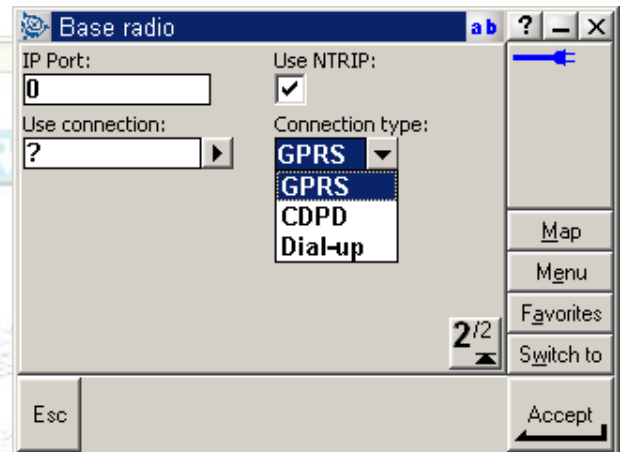 Base radio
a b
?
IP Port:
Use NTRIP:
0
Use connection:
Connection type:
?
GPRS
GPRS
CDPD
Dial-up
Map
Menu
Favorites
2/2
Switch to
Esc
Accept